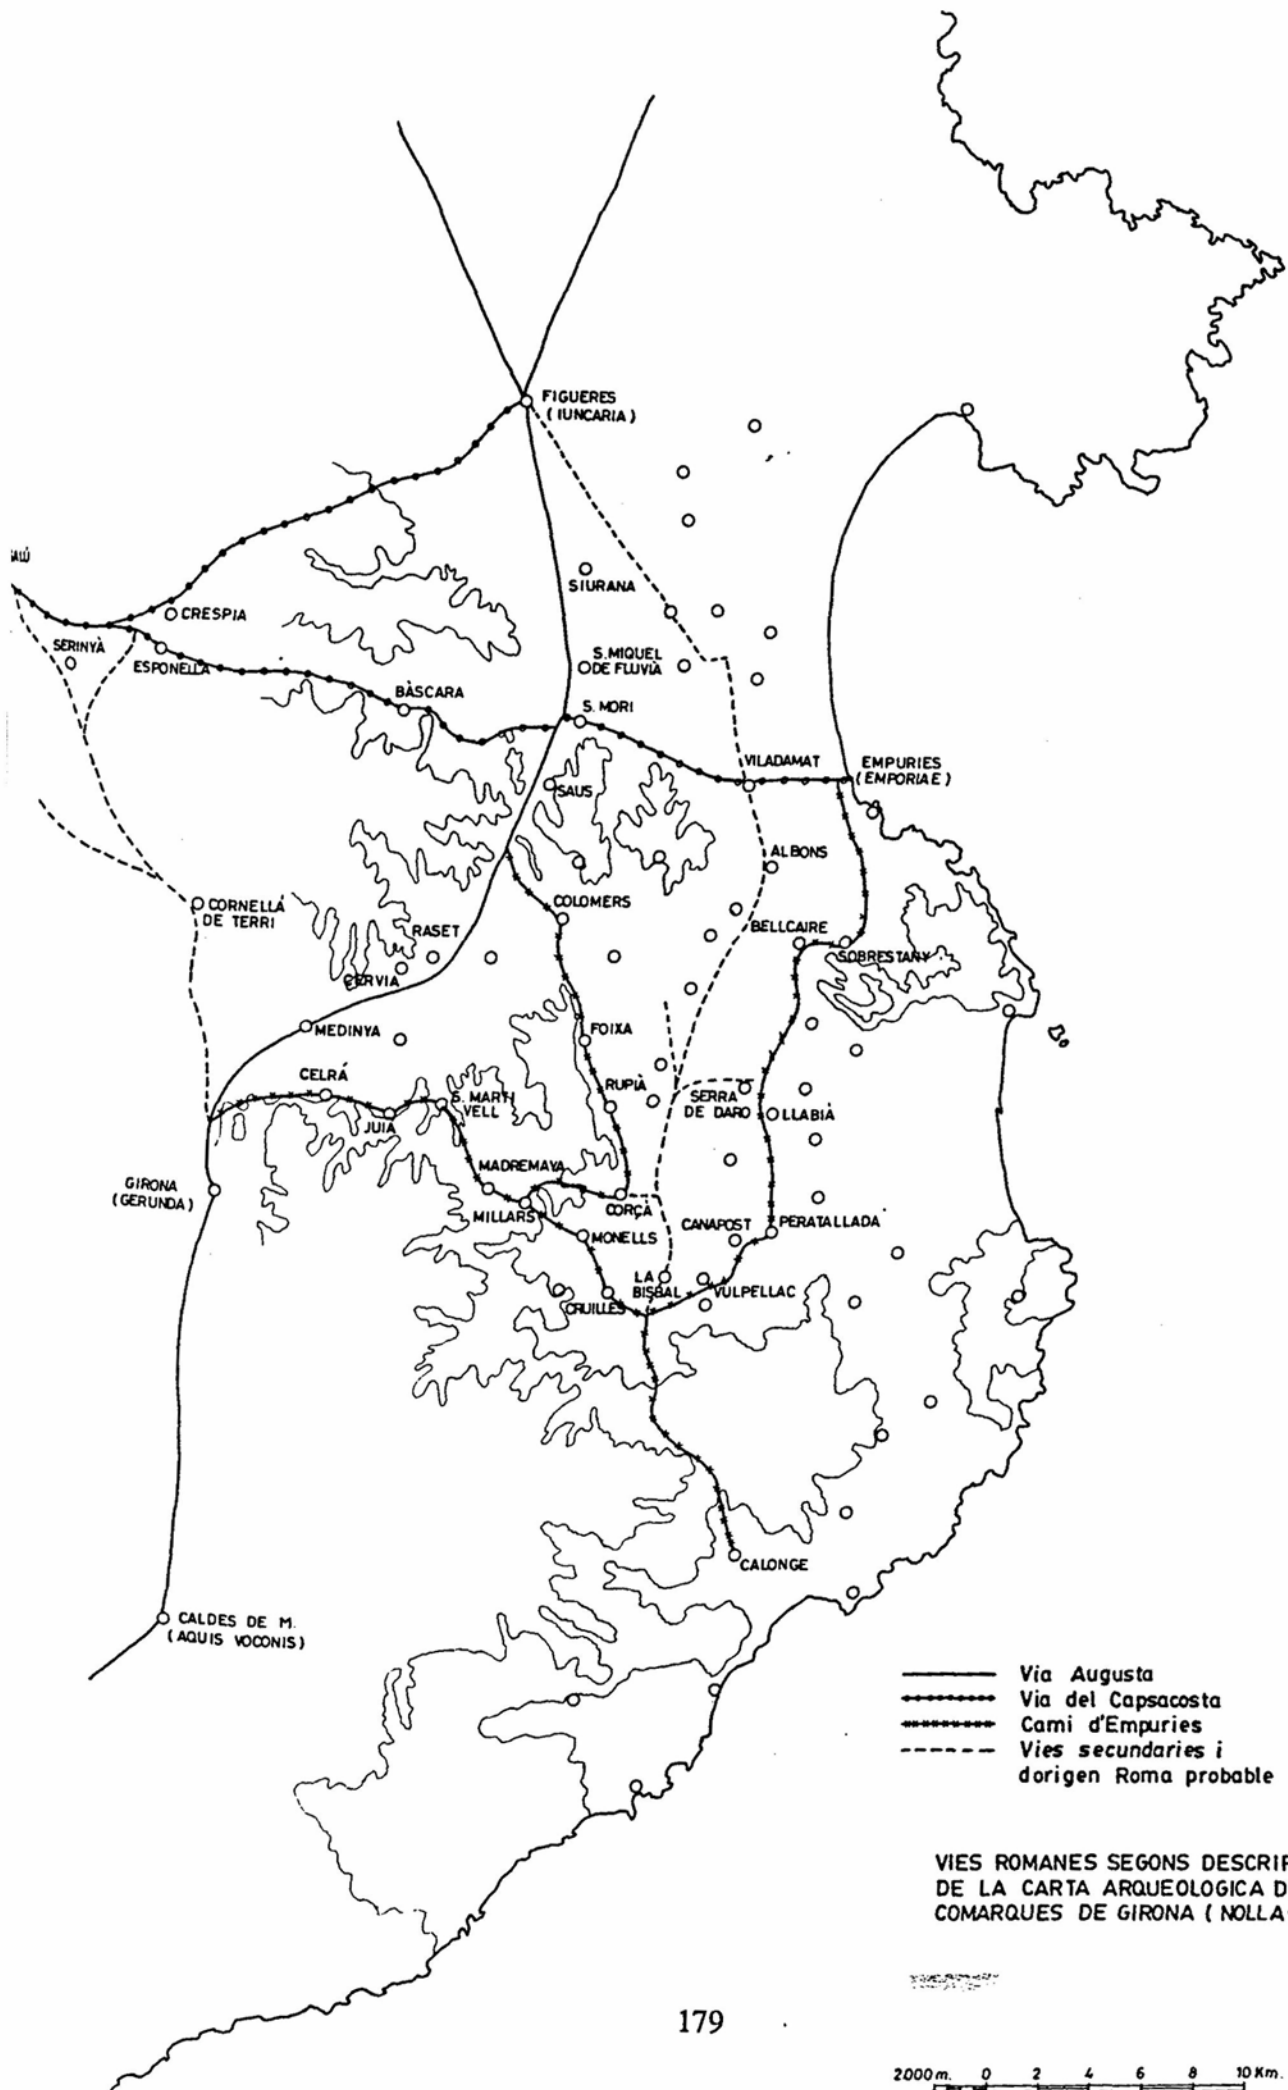 FIGUERES
(IUNCARIA)
SIURANA
CRESPIA
SERINYÀ
ESPONELLA
S.MIQUEL
DE FLUVIÀ
BÀSCARA
S. MORI
VILADAMAT
EMPURIES
(EMPORIAE)
SAUS
ALBONS
CORNELLÁ
DE TERRI
COLOMERS
RASET
BELLCAIRE
SOBRESTANY
CERVIA
MEDINYA
FOIXA
CELRÁ
S. MARTI
VELL
RUPIÀ
SERRA
DE DARO
LLABIÀ
JUIA
MADREMAYA
GIRONA
(GERUNDA)
MILLARS
CORÇÀ
CANAPOST
PERATALLADA
MONELLS
LA
BISBAL
VULPELLAC
CRUILLES
CALONGE
CALDES DE M.
(AQUIS VOCONIS)
Via Augusta
Via del Capsacosta
Cami d'Empuries
Vies secundaries i
dorigen Roma probable
VIES ROMANES SEGONS
DE LA CARTA ARQUEOLOGICA
COMARQUES DE GIRONA (NOLLA
179
2000 m. 0 2 4 6 8 10 Km.